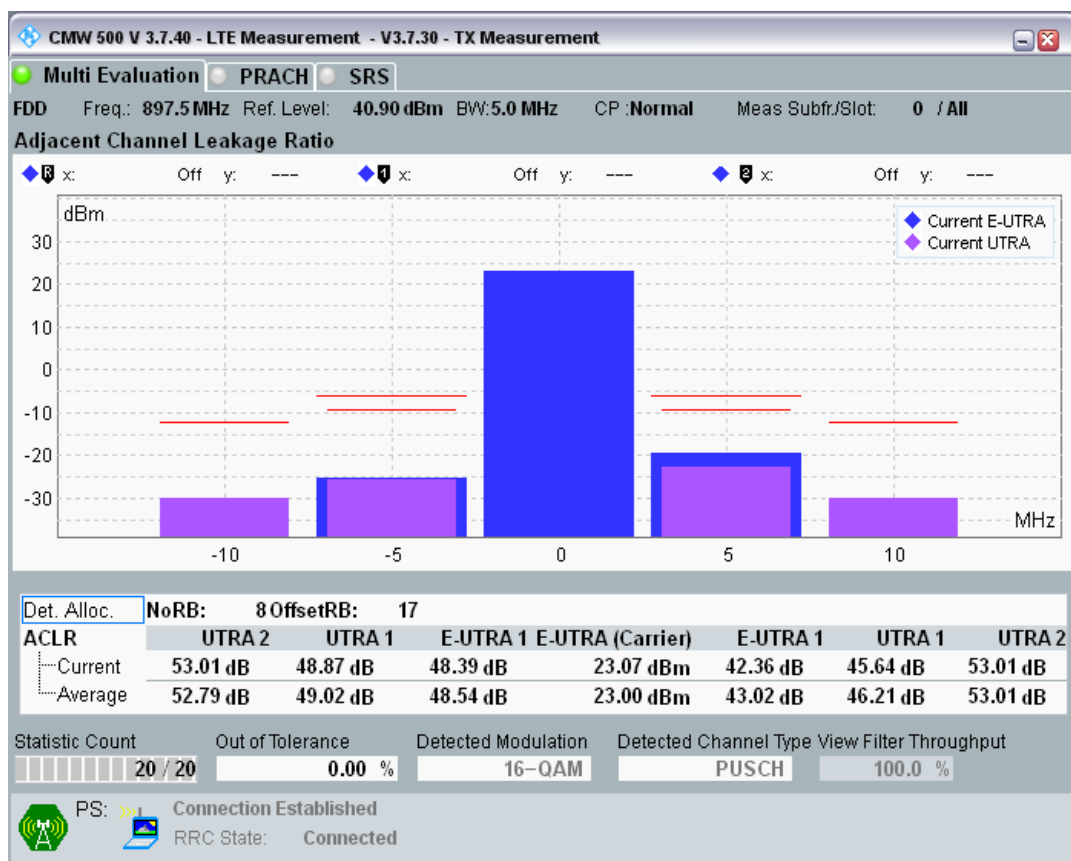 CMW 500 V 3.7.40 - LTE Measurement - V3.7.30 - TX Measurement
Multi Evaluation PRACH SRS
FDD Freq.: 897.5 MHz Ref. Level: 40.90 dBm BW:5.0 MHz CP :Normal Meas Subfr./Slot: 0 / All
Adjacent Channel Leakage Ratio
R x: Off y: --- 1 x: Off y: --- 2 x: Off y: ---
dBm
Current E-UTRA
Current UTRA
30
20
10
0
-10
-20
-30
MHz
-10 -5 0 5 10
Det. Alloc. NoRB: 8 OffsetRB: 17
ACLR UTRA 2 UTRA 1 E-UTRA 1 E-UTRA (Carrier) E-UTRA 1 UTRA 1 UTRA 2
Current 53.01 dB 48.87 dB 48.39 dB 23.07 dBm 42.36 dB 45.64 dB 53.01 dB
Average 52.79 dB 49.02 dB 48.54 dB 23.00 dBm 43.02 dB 46.21 dB 53.01 dB
Statistic Count Out of Tolerance Detected Modulation Detected Channel Type View Filter Throughput
20 / 20 0.00 % 16-QAM PUSCH 100.0 %
PS: Connection Established
RRC State: Connected